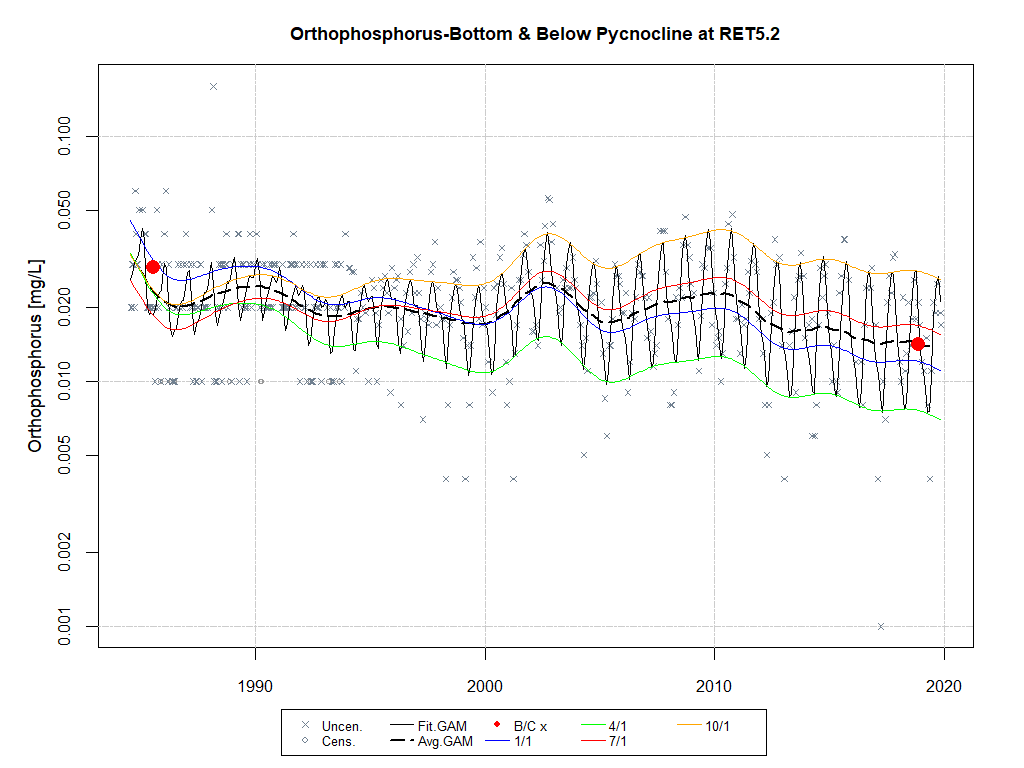 Orthophosphorus-Bottom & Below Pycnocline at RET5.2
Orthophosphorus [mg/L]
0.100
0.050
0.020
0.010
0.005
0.002
0.001
1990 2000 2010 2020
Uncen. Fit.GAM B/C x 4/1 10/1
Cens. Avg.GAM 1/1 7/1